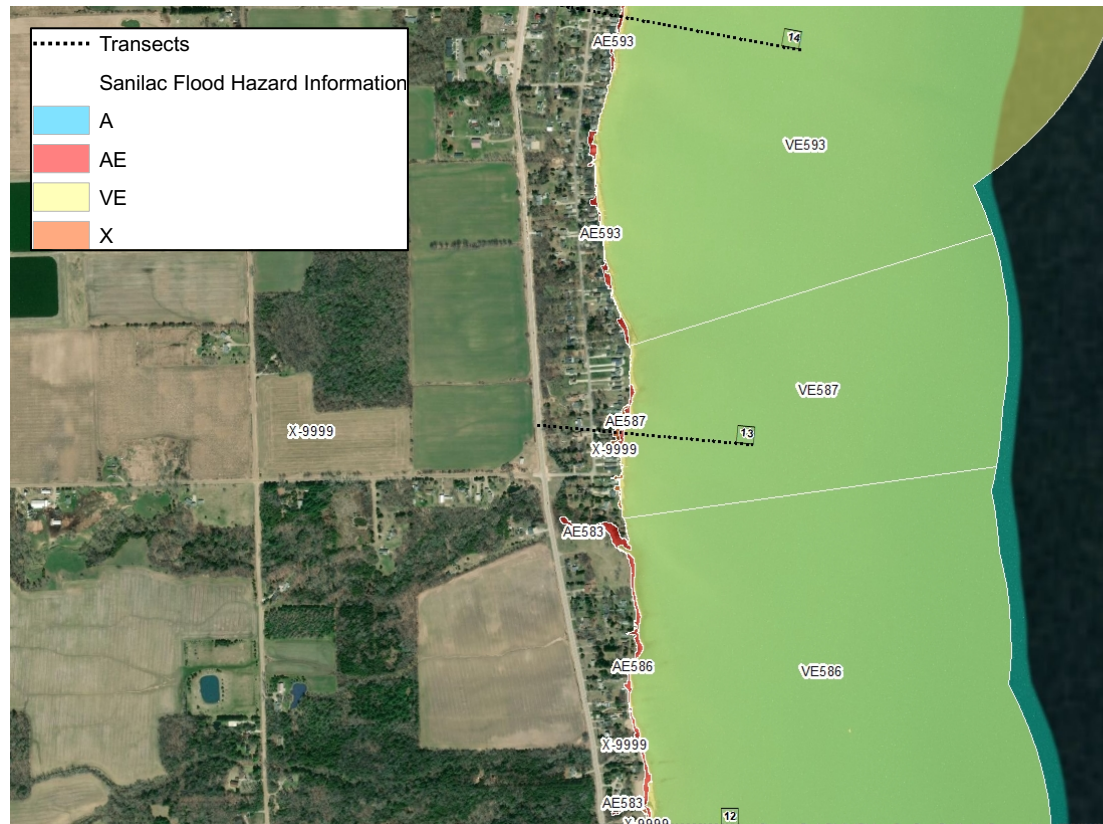 Transects
Sanilac Flood Hazard Information
A
AE
VE
X
14
AE593
VE593
AE593
VE587
AE587
X-9999
13
X-9999
AE583
AE586
VE586
X-9999
AE583
12
X-9999